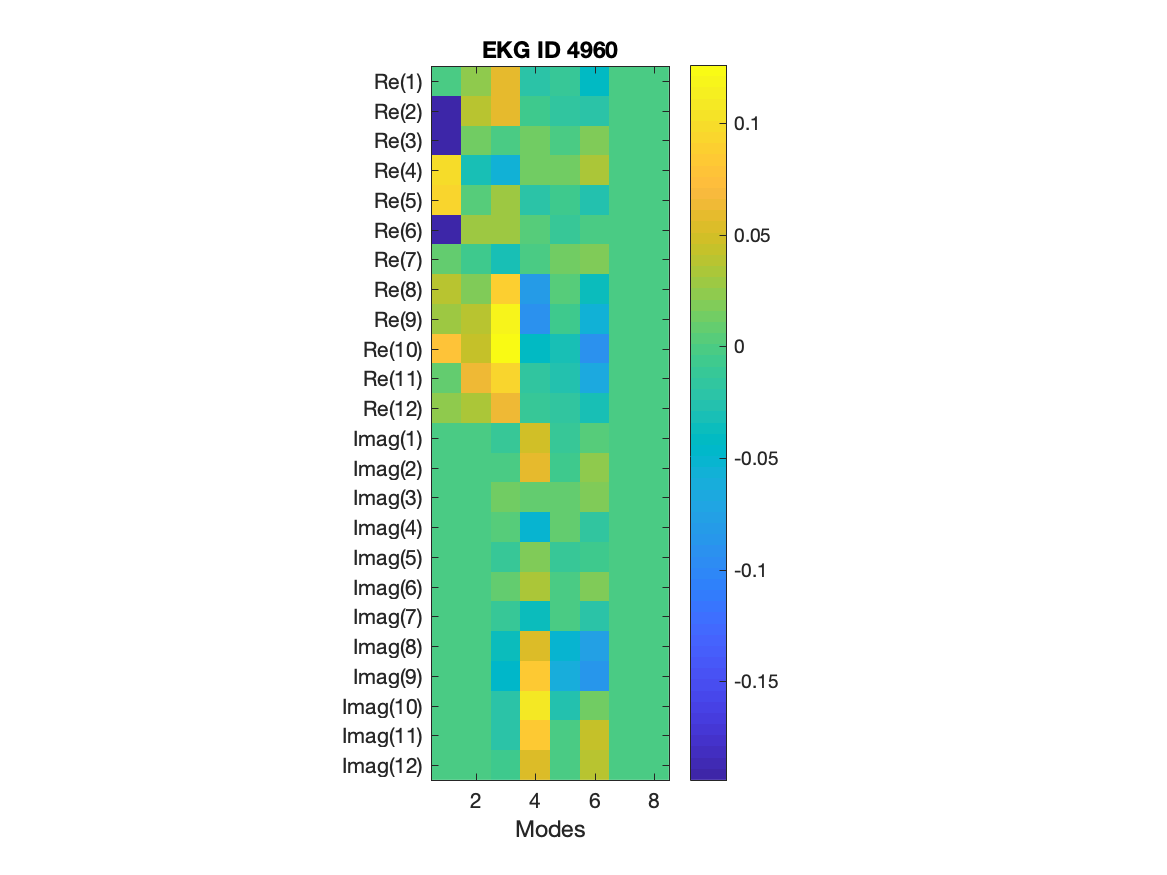 EKG ID 4960
Re(1)
Re(2)
Re(3)
Re(4)
Re(5)
Re(6)
Re(7)
Re(8)
Re(9)
Re(10)
Re(11)
Re(12)
Imag(1)
Imag(2)
Imag(3)
Imag(4)
Imag(5)
Imag(6)
Imag(7)
Imag(8)
Imag(9)
Imag(10)
Imag(11)
Imag(12)
2 4 6 8
Modes
0.1
0.05
0
-0.05
-0.1
-0.15